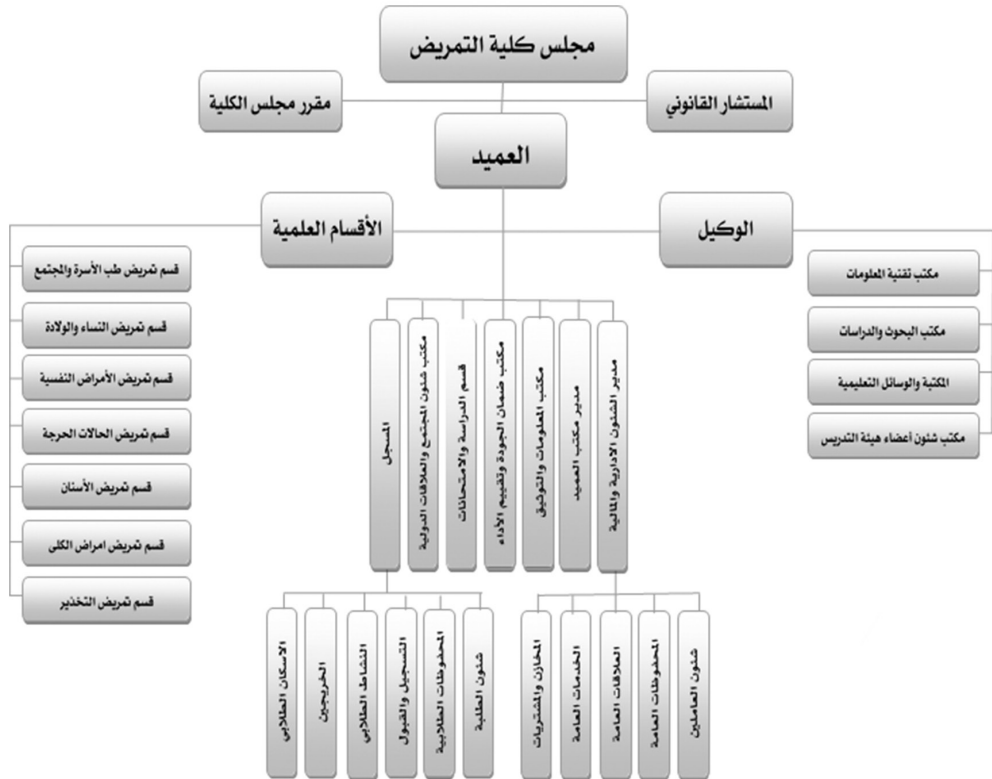 مجلس كلية التمريض
المستشار القانوني
مقرر مجلس الكلية
العميد
الوكيل
الأقسام العلمية
مكتب تقنية المعلومات
مكتب البحوث والدراسات
المكتبة والوسائل التعليمية
مكتب شئون أعضاء هيئة التدريس
قسم تمريض طب الأسرة والمجتمع
قسم تمريض النساء والولادة
قسم تمريض الأمراض النفسية
قسم تمريض الحالات الحرجة
قسم تمريض الأسنان
قسم تمريض امراض الكلى
قسم تمريض التخذير
مدير الشئون الادارية والمالية
مدير مكتب العميد
مكتب المعلومات والتوثيق
مكتب ضمان الجودة وتقييم الأداء
قسم الدراسة والامتحانات
مكتب شئون المجتمع والعلاقات الدولية
المسجل
شئون العاملين
المحفوظات العامة
العلاقات العامة
الخدمات العامة
المخازن والمشتريات
شئون الطلبة
المحفوظات الطلابية
التسجيل والقبول
النشاط الطلابي
الخريجين
الاسكان الطلابي